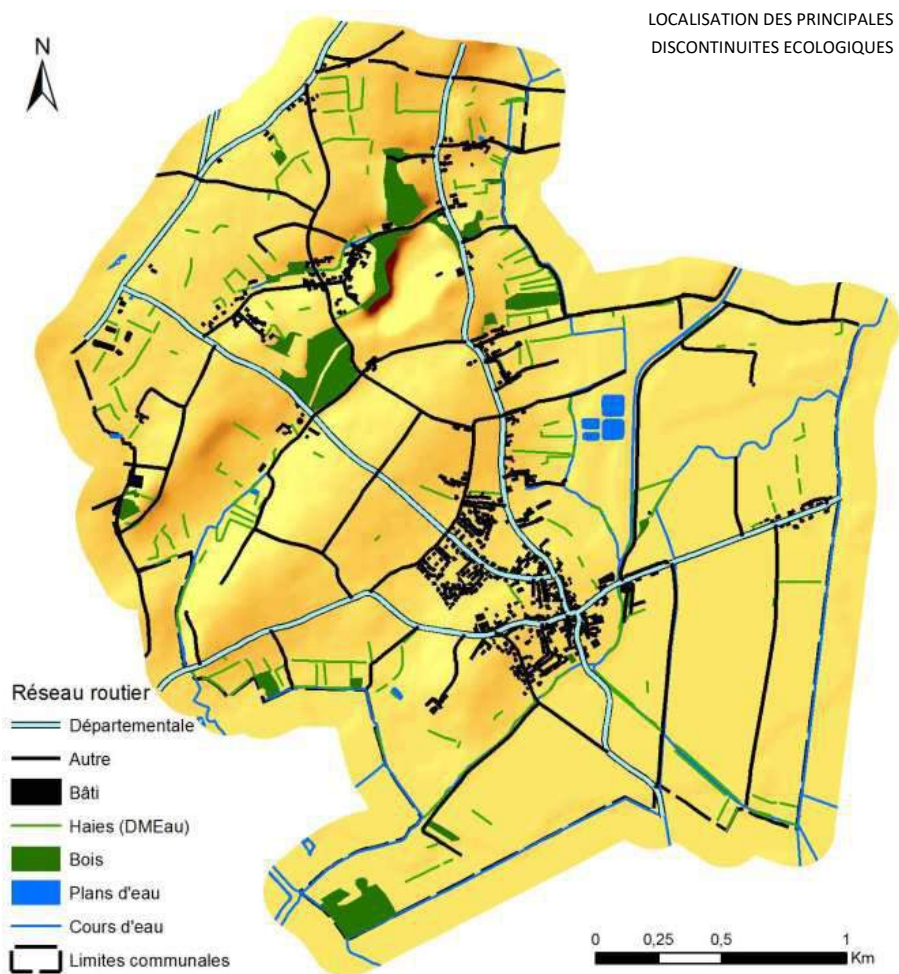 LOCALISATION DES PRINCIPALES
DISCONTINUITES ECOLOGIQUES
N
Réseau routier
Départementale
Autre
Bâti
Haies (DMEau)
Bois
Plans d'eau
Cours d'eau
Limites communales
0 0,25 0,5 1
Km